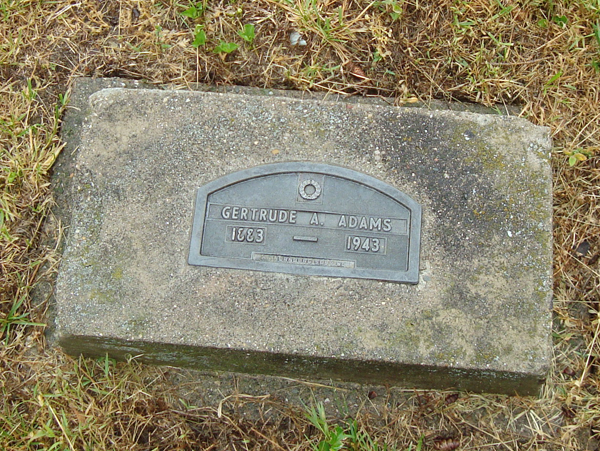 GERTRUDE A. ADAMS
1883 — 1943